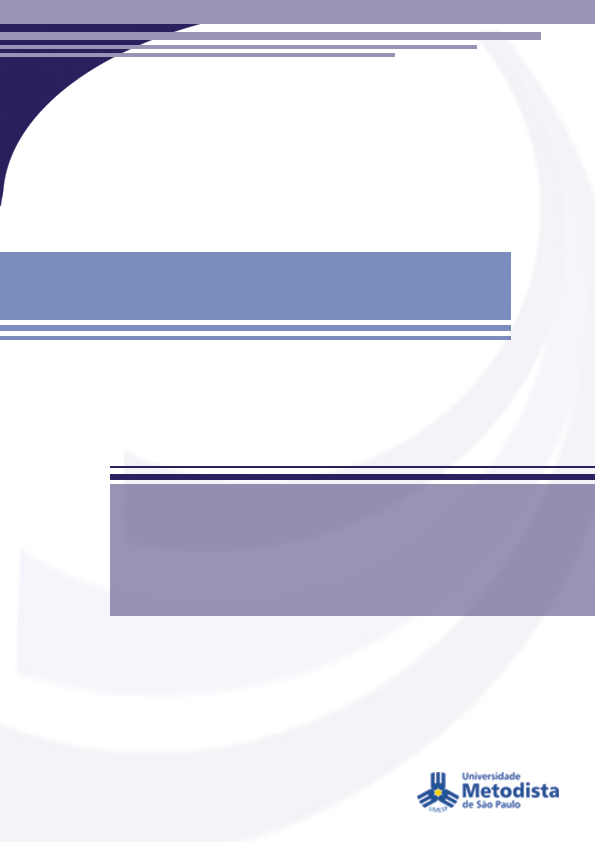 Universidade
Metodista
de São Paulo
UMESP